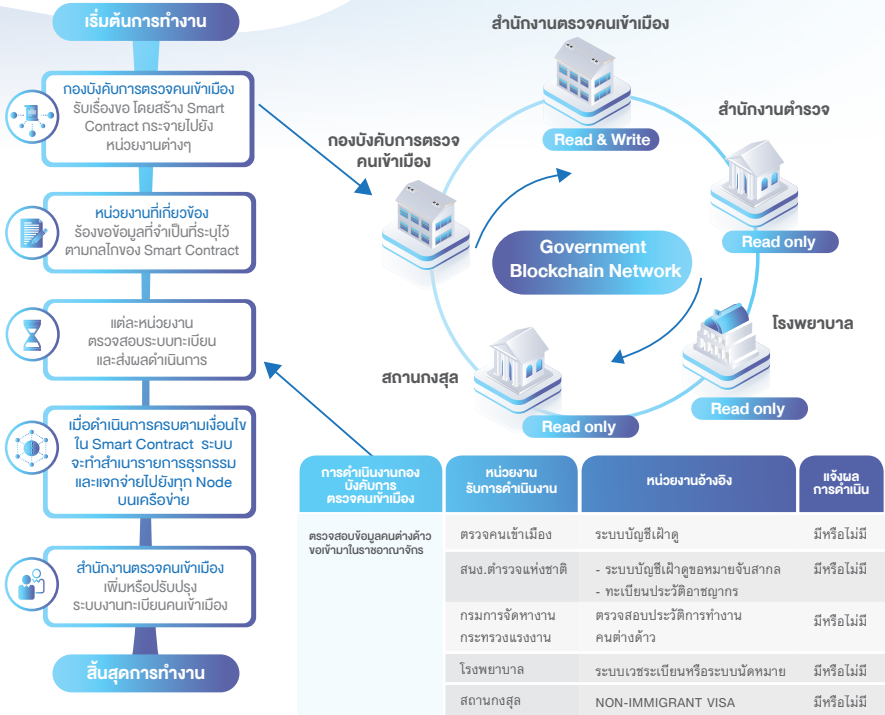 เริ่มต้นการทำงาน
กองบังคับการตรวจคนเข้าเมือง
รับเรื่องขอ โดยสร้าง Smart
Contract กระจายไปยัง
หน่วยงานต่างๆ
หน่วยงานที่เกี่ยวข้อง
ร้องขอข้อมูลที่จำเป็นที่ระบุไว้
ตามกลไกของ Smart Contract
แต่ละหน่วยงาน
ตรวจสอบระบบทะเบียน
และส่งผลดำเนินการ
เมื่อดำเนินการครบตามเงื่อนไข
ใน Smart Contract ระบบ
จะทำสำเนารายการธุรกรรม
และแจกจ่ายไปยังทุก Node
บนเครือข่าย
สำนักงานตรวจคนเข้าเมือง
เพิ่มหรือปรับปรุง
ระบบงานทะเบียนคนเข้าเมือง
สิ้นสุดการทำงาน
สำนักงานตรวจคนเข้าเมือง
Read & Write
สำนักงานตำรวจ
Read only
กองบังคับการตรวจ
คนเข้าเมือง
Government
Blockchain Network
โรงพยาบาล
Read only
สถานกงสุล
Read only
การดำเนินงานกอง
บังคับการ
ตรวจคนเข้าเมือง
หน่วยงาน
รับการดำเนินงาน
หน่วยงานอ้างอิง
แจ้งผล
การดำเนิน
ตรวจสอบข้อมูลคนต่างด้าว
ขอเข้ามาในราชอาณาจักร
ตรวจคนเข้าเมือง ระบบบัญชีเฝ้าดู มีหรือไม่มี
สนง.ตำรวจแห่งชาติ - ระบบบัญชีเฝ้าดูขอหมายจับสากล มีหรือไม่มี
- ทะเบียนประวัติอาชญากร
กรมการจัดหางาน ตรวจสอบประวัติการทำงาน มีหรือไม่มี
กระทรวงแรงงาน คนต่างด้าว
โรงพยาบาล ระบบเวชระเบียนหรือระบบนัดหมาย มีหรือไม่มี
สถานกงสุล NON-IMMIGRANT VISA มีหรือไม่มี